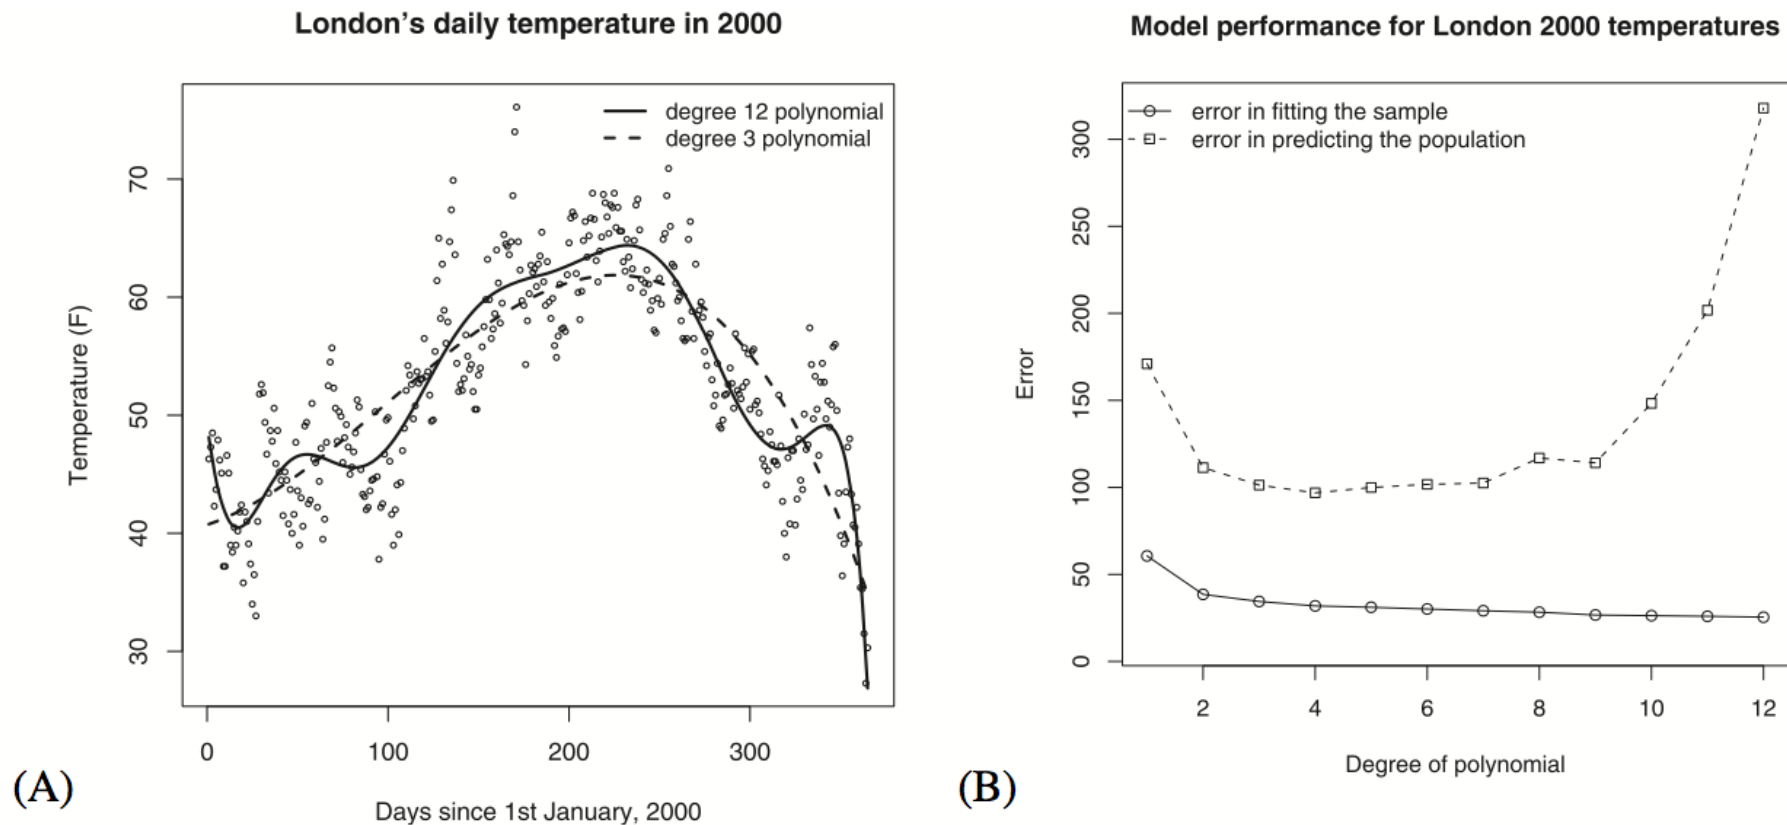 London's daily temperature in 2000
degree 12 polynomial
degree 3 polynomial
70
60
50
40
30
Temperature (F)
0 100 200 300
Days since 1st January, 2000
(A)
Model performance for London 2000 temperatures
error in fitting the sample
error in predicting the population
300
250
200
150
100
50
0
Error
2 4 6 8 10 12
Degree of polynomial
(B)